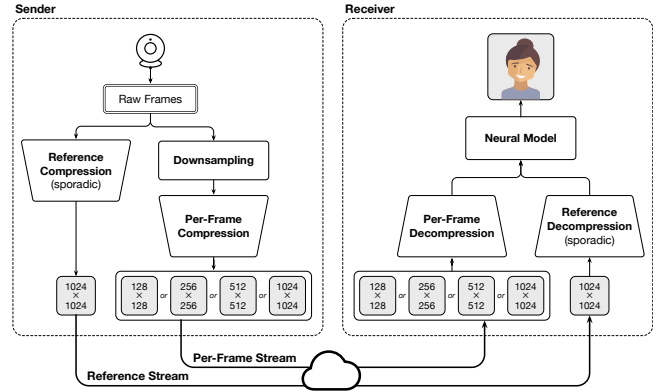 Sender
Raw Frames
Reference
Compression
(sporadic)
Downsampling
Per-Frame
Compression
1024
×
1024
128
×
128
or
256
×
256
or
512
×
512
or
1024
×
1024
Per-Frame Stream
Reference Stream
Receiver
Neural Model
Per-Frame
Decompression
Reference
Decompression
(sporadic)
128
×
128
or
256
×
256
or
512
×
512
or
1024
×
1024
1024
×
1024